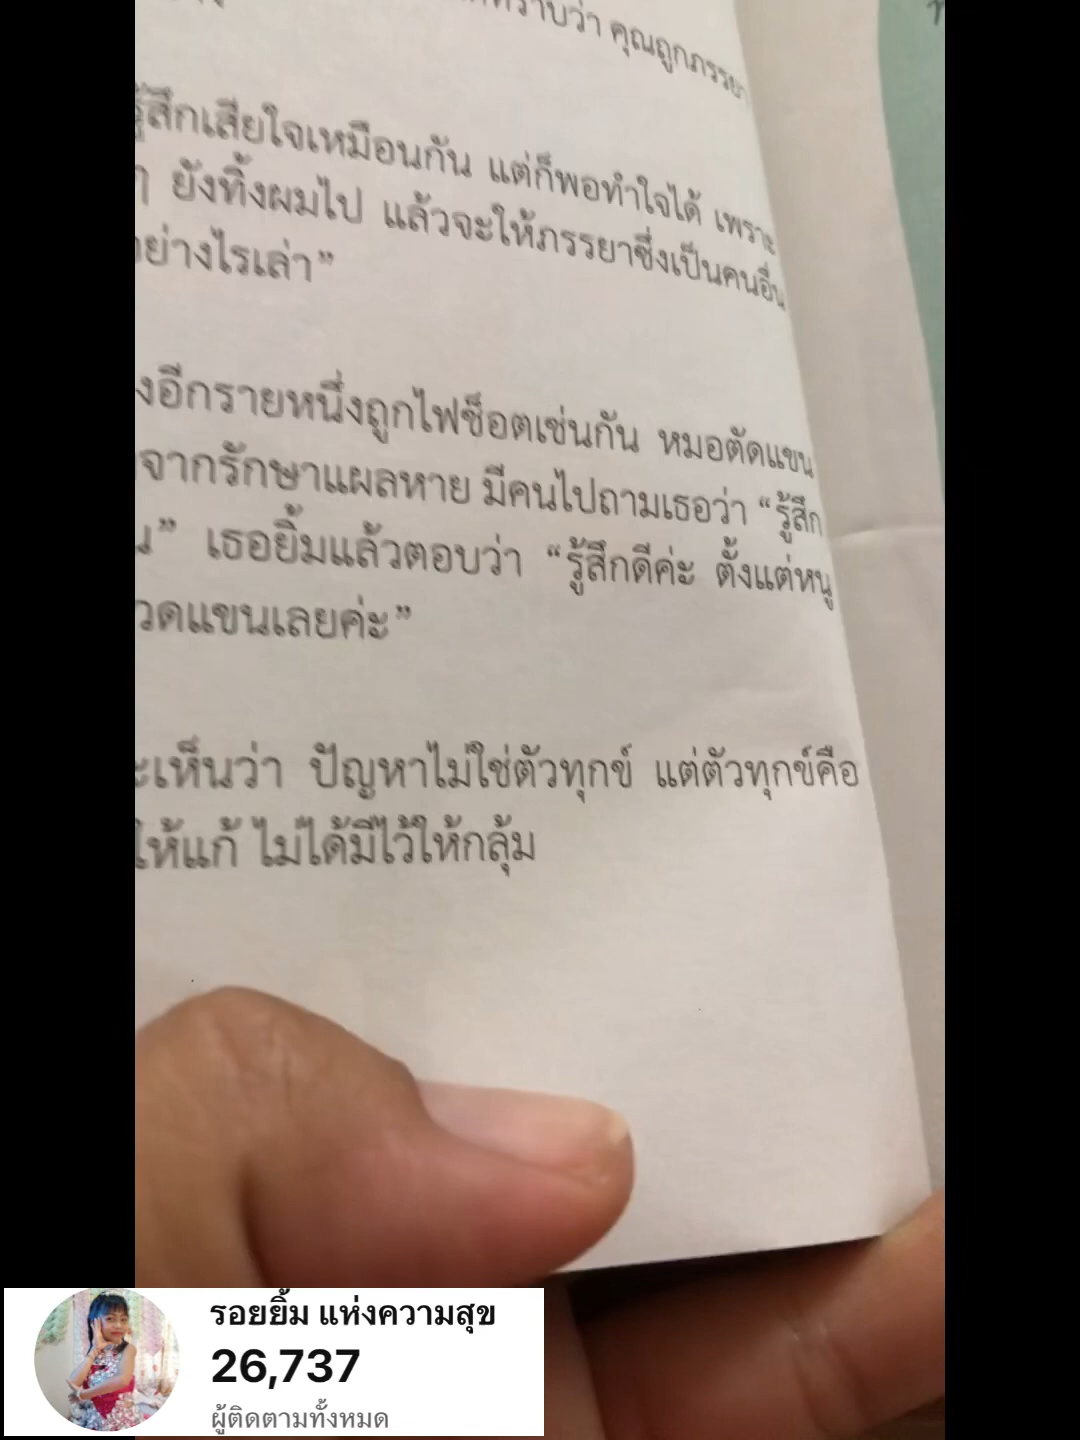 คุณถูกภรรยา
รู้สึกเสียใจเหมือนกัน แต่ก็พอทำใจได้ เพราะ
ๆ ยังทิ้งผมไป แล้วจะให้ภรรยาซึ่งเป็นคนอื่น
อย่างไรเล่า”
งอีกรายหนึ่งถูกไฟช็อตเช่นกัน หมอตัดแขน
จากรักษาแผลหาย มีคนไปถามเธอว่า “รู้สึก
” เธอยิ้มแล้วตอบว่า “รู้สึกดีค่ะ ตั้งแต่หนู
วดแขนเลยค่ะ”
ะเห็นว่า ปัญหาไม่ใช่ตัวทุกข์ แต่ตัวทุกข์คือ
ให้แก้ ไม่ได้มีไว้ให้กลุ้ม
รอยยิ้ม แห่งความสุข
26,737
ผู้ติดตามทั้งหมด